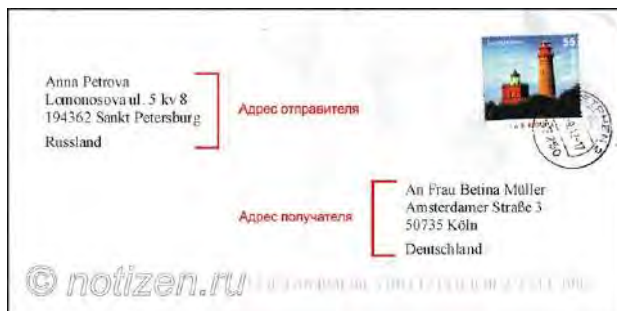 Anna Petrova
Lomonosova ul. 5 kv 8
194362 Sankt Petersburg
Russland
Адрес отправителя
55
Адрес получателя
An Frau Betina Müller
Amsterdamer Straße 3
50735 Köln
Deutschland
© notizen.ru